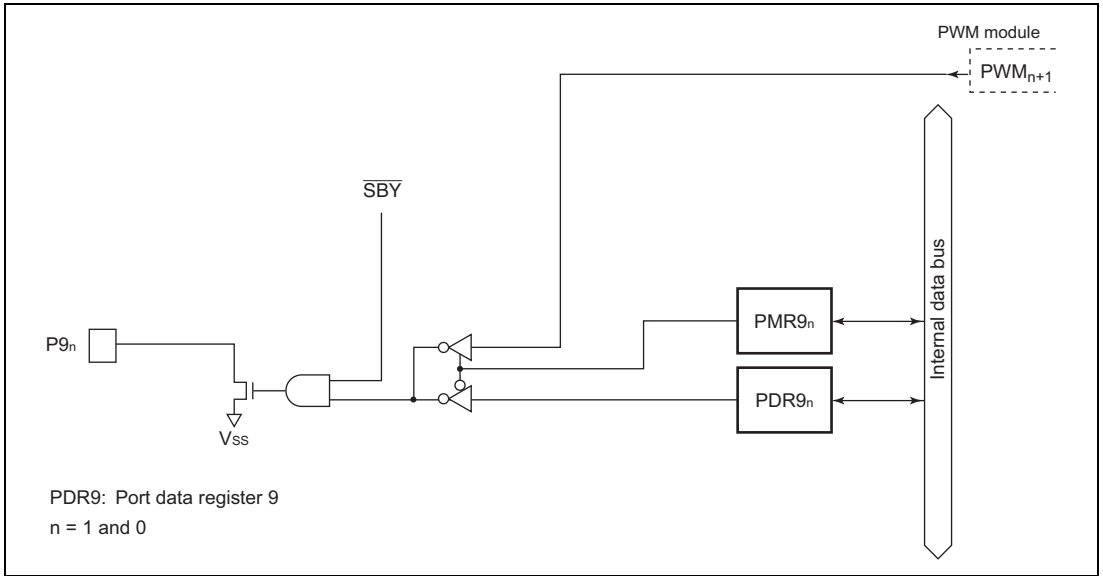 PWM module
PWMn+1
SBY
Internal data bus
PMR9n
P9n
PDR9n
VSS
PDR9: Port data register 9
n = 1 and 0